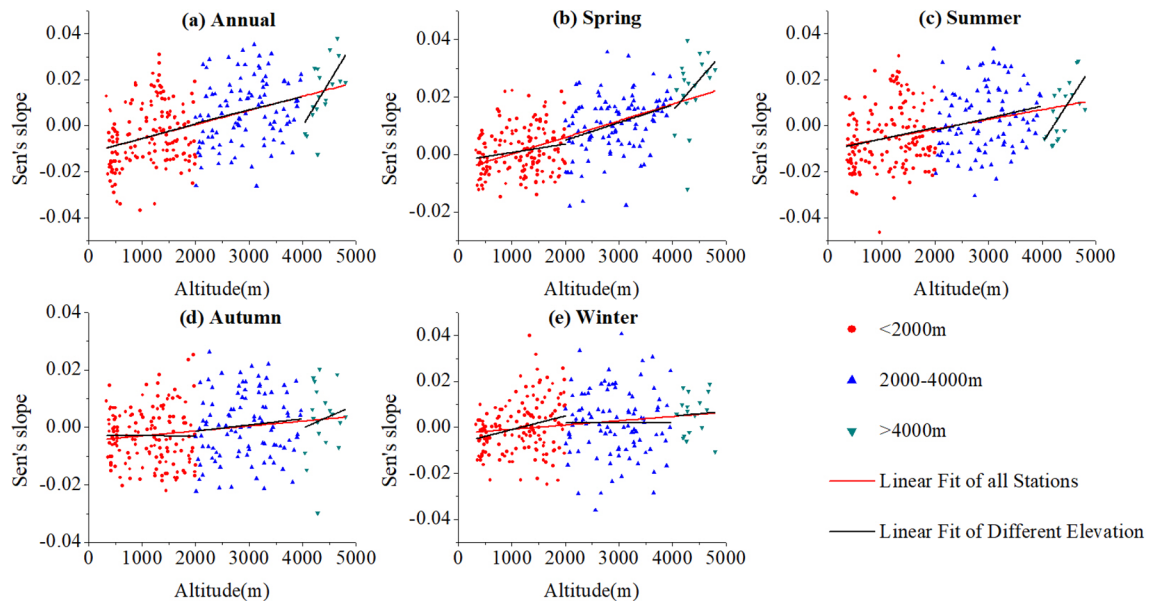 (a) Annual
0.04
0.02
0.00
-0.02
-0.04
Sen's slope
0 1000 2000 3000 4000 5000
Altitude(m)
(b) Spring
0.04
0.02
0.00
-0.02
Sen's slope
0 1000 2000 3000 4000 5000
Altitude(m)
(c) Summer
0.04
0.02
0.00
-0.02
-0.04
Sen's slope
0 1000 2000 3000 4000 5000
Altitude(m)
(d) Autumn
0.04
0.02
0.00
-0.02
-0.04
Sen's slope
0 1000 2000 3000 4000 5000
Altitude(m)
(e) Winter
0.04
0.02
0.00
-0.02
-0.04
Sen's slope
0 1000 2000 3000 4000 5000
Altitude(m)
<2000m
2000-4000m
>4000m
Linear Fit of all Stations
Linear Fit of Different Elevation